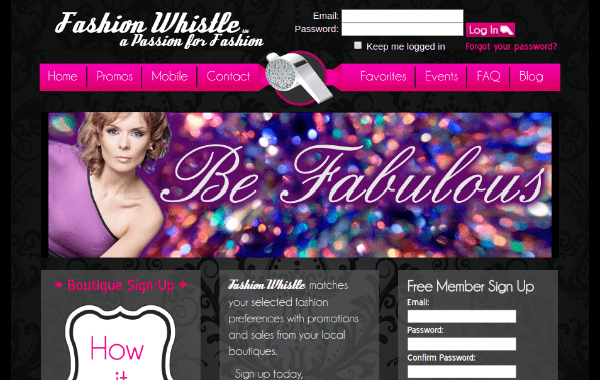 Fashion Whistle SM
a Passion for Fashion
Email:
Password:
Log In
Keep me logged in
Forgot your password?
Home
Promos
Mobile
Contact
Favorites
Events
FAQ
Blog
Be Fabulous
Boutique Sign-Up
How
it
Fashion Whistle matches
your selected fashion
preferences with promotions
and sales from your local
boutiques.
Sign up today,
Free Member Sign Up
Email:
Password:
Confirm Password: